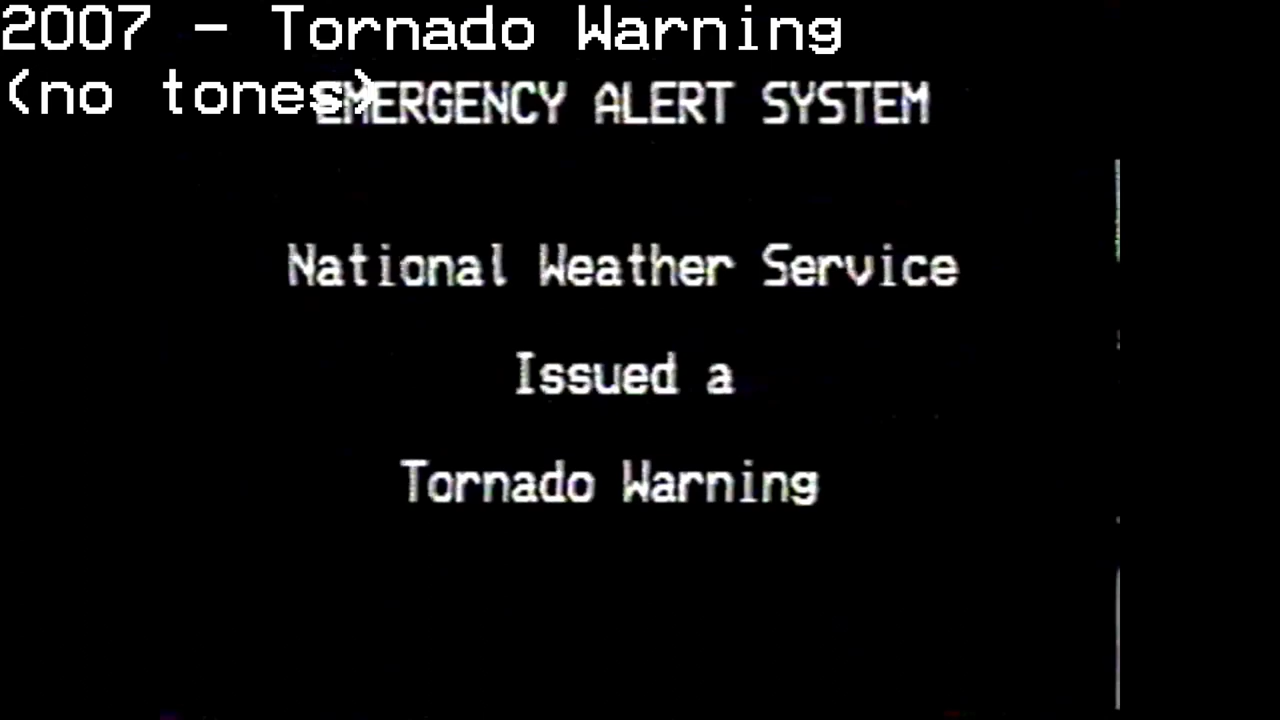 2007 - Tornado Warning
(no tones)
EMERGENCY ALERT SYSTEM
National Weather Service
Issued a
Tornado Warning